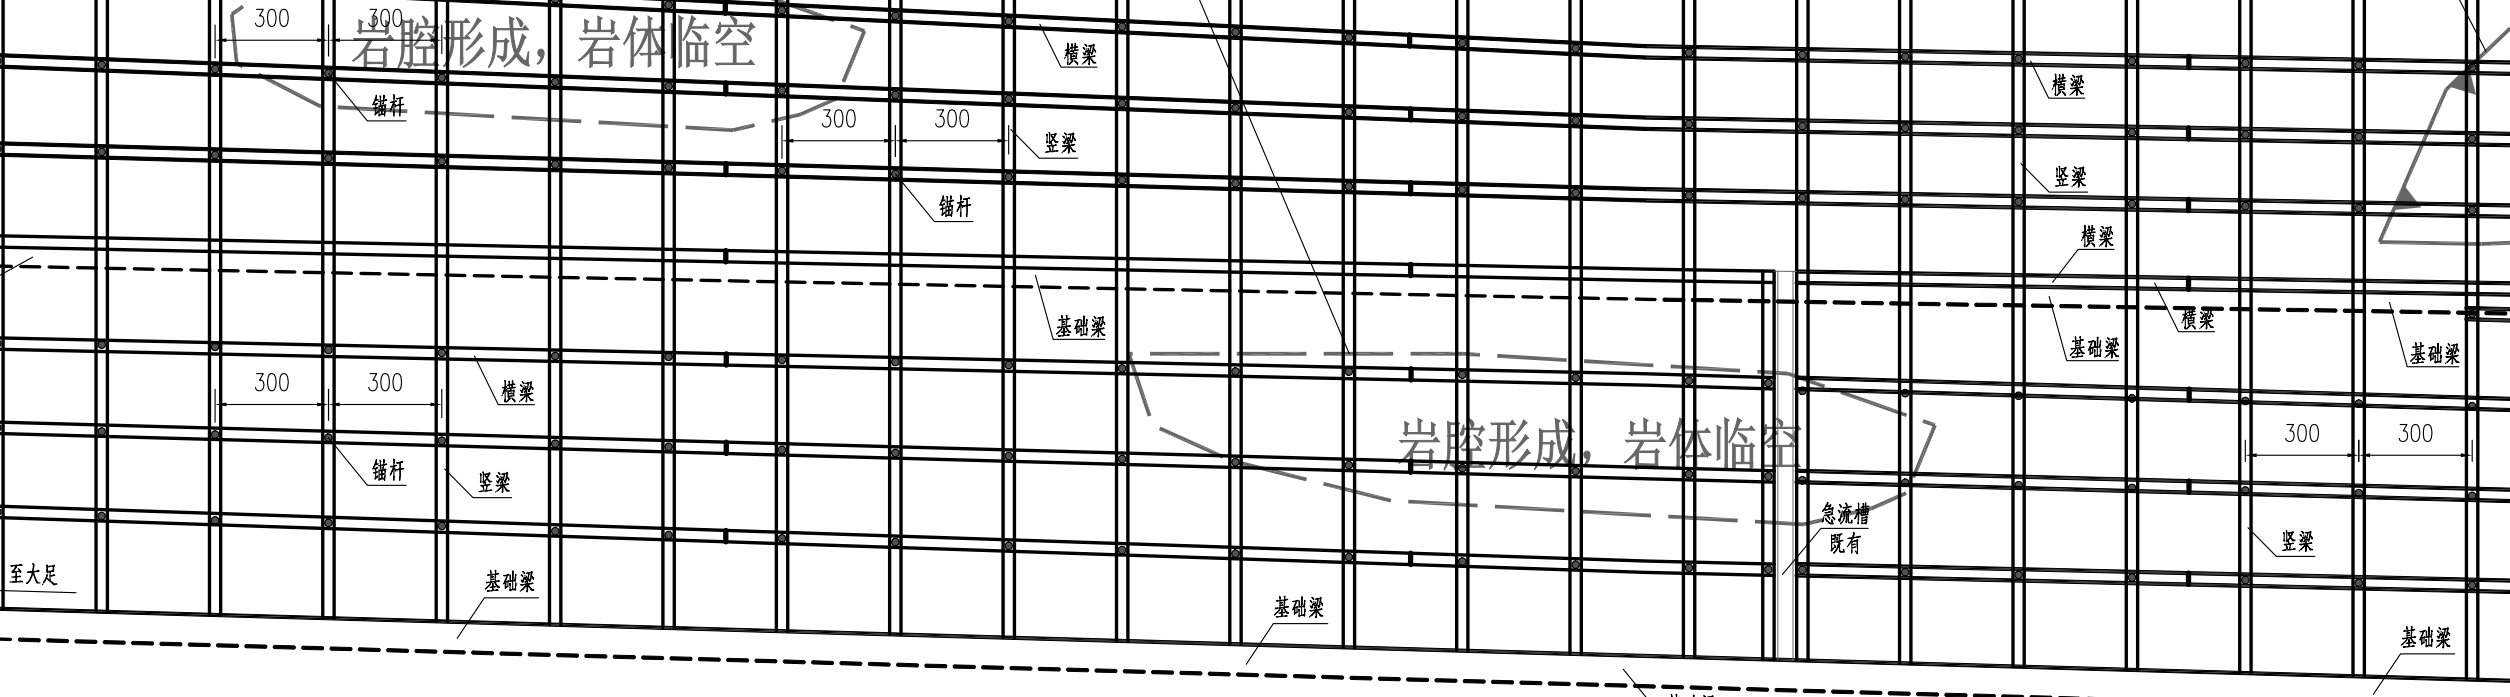 300
300
岩腔形成，岩体临空
横梁
横梁
锚杆
300
300
竖梁
竖梁
锚杆
横梁
基础梁
横梁
基础梁
基础梁
300
300
横梁
岩腔形成，岩体临空
300
300
锚杆
竖梁
急流槽
既有
竖梁
至大足
基础梁
基础梁
基础梁